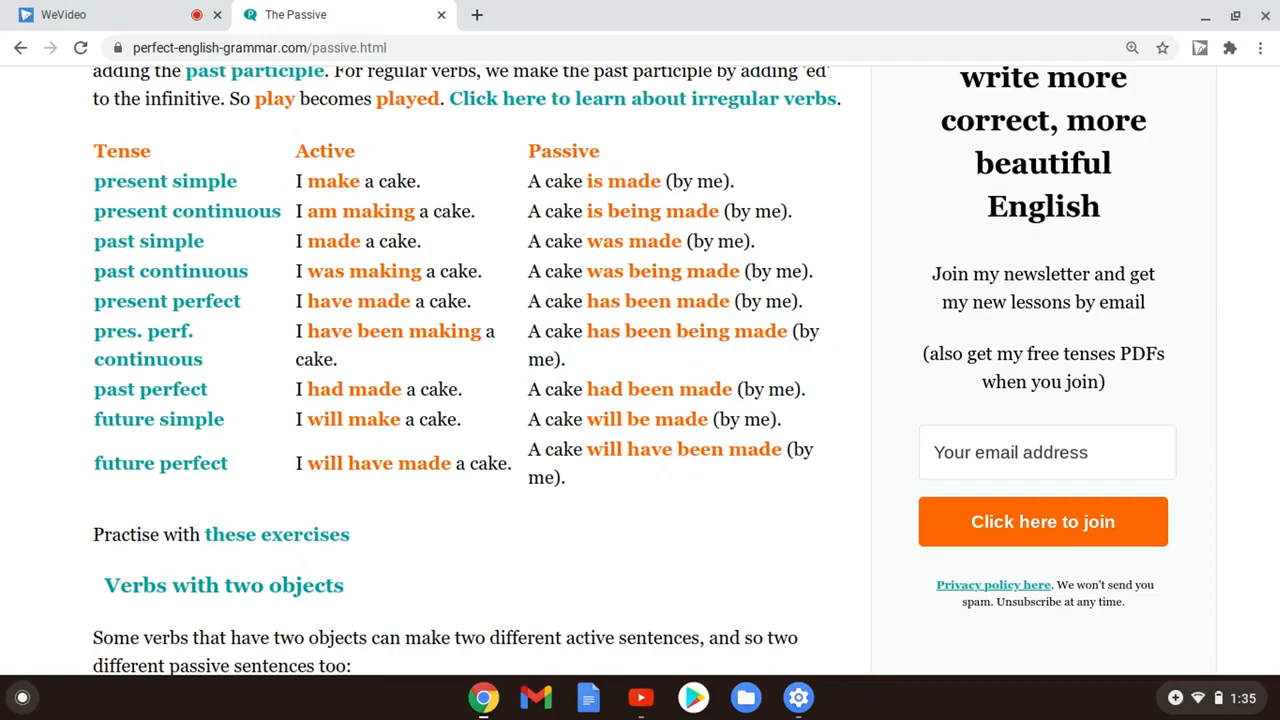 WeVideo
The Passive
perfect-english-grammar.com/passive.html
adding the past participle. For regular verbs, we make the past participle by adding 'ed'
to the infinitive. So play becomes played. Click here to learn about irregular verbs.
Tense Active Passive
present simple I make a cake. A cake is made (by me).
present continuous I am making a cake. A cake is being made (by me).
past simple I made a cake. A cake was made (by me).
past continuous I was making a cake. A cake was being made (by me).
present perfect I have made a cake. A cake has been made (by me).
pres. perf. I have been making a A cake has been being made (by
continuous cake. me).
past perfect I had made a cake. A cake had been made (by me).
future simple I will make a cake. A cake will be made (by me).
future perfect I will have made a cake. A cake will have been made (by
me).
Practise with these exercises
Verbs with two objects
Some verbs that have two objects can make two different active sentences, and so two
different passive sentences too:
write more
correct, more
beautiful
English
Join my newsletter and get
my new lessons by email
(also get my free tenses PDFs
when you join)
Your email address
Click here to join
Privacy policy here. We won't send you
spam. Unsubscribe at any time.
1:35